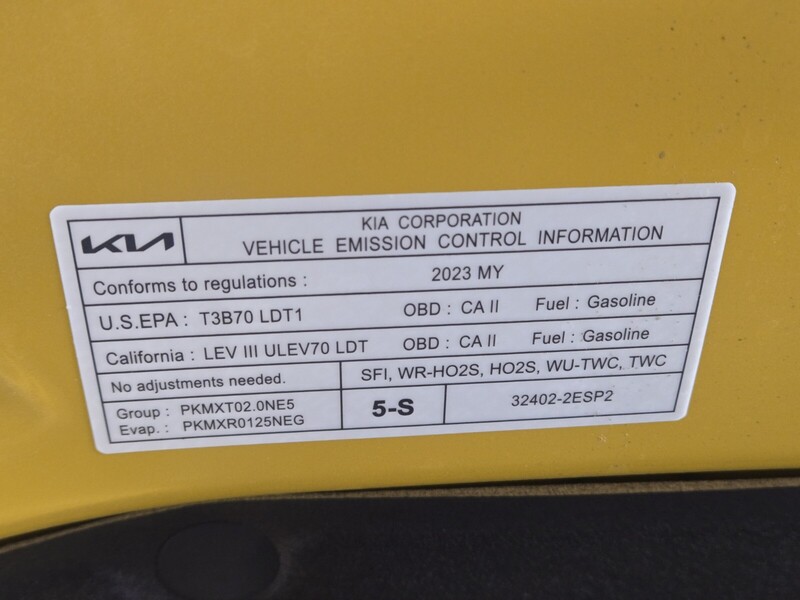 KIA
KIA CORPORATION
VEHICLE EMISSION CONTROL INFORMATION
Conforms to regulations : 2023 MY
U.S.EPA : T3B70 LDT1 OBD : CA II Fuel : Gasoline
California : LEV III ULEV70 LDT OBD : CA II Fuel : Gasoline
No adjustments needed. SFI, WR-HO2S, HO2S, WU-TWC, TWC
Group : PKMXT02.0NE5
Evap. : PKMXR0125NEG
5-S
32402-2ESP2